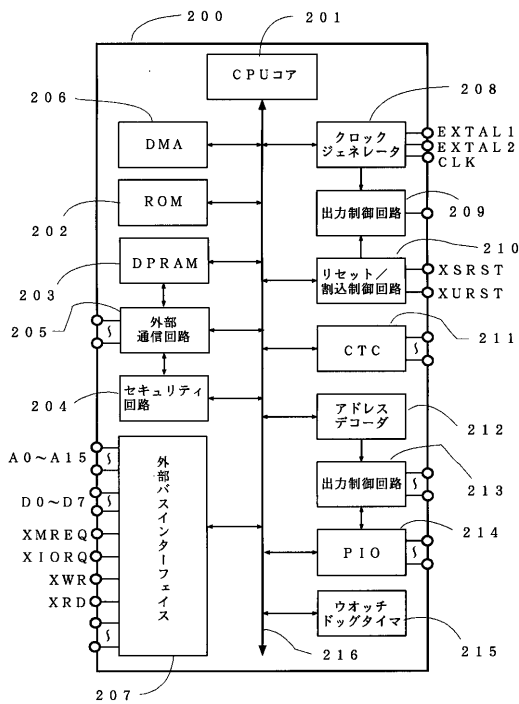 200
201
CPUコア
206
208
DMA
クロック
ジェネレータ
EXTAL1
EXTAL2
CLK
ROM
202
出力制御回路
209
210
DPRAM
203
リセット/
割込制御回路
XSRST
XURST
205
外部
通信回路
CTC
211
204
セキュリティ
回路
アドレス
デコーダ
212
A0~A15
外部バスインターフェイス
出力制御回路
213
D0~D7
214
XMREQ
PIO
XIORQ
XWR
XRD
ウオッチ
ドッグタイマ
216
215
207